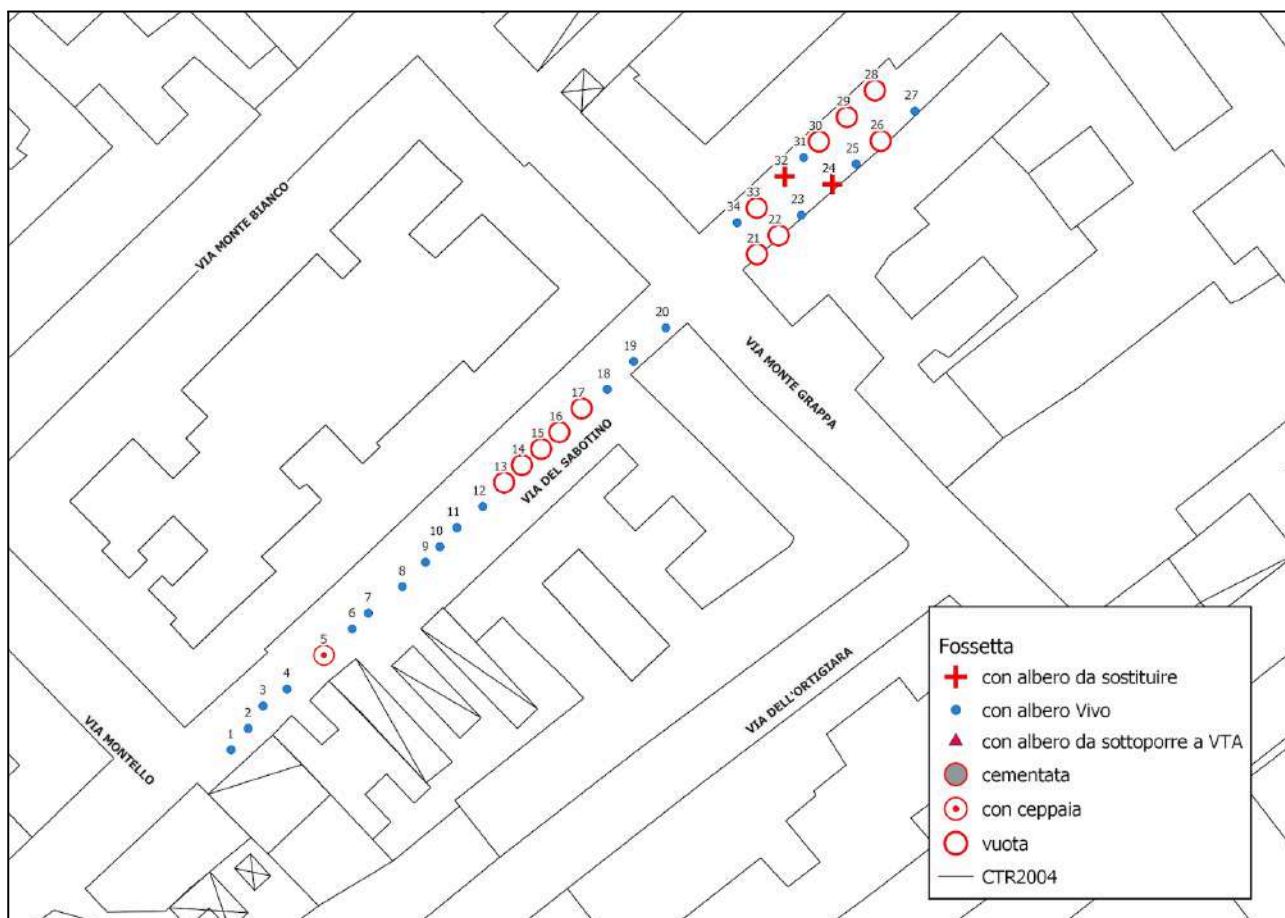 28
29
27
30
26
31
25
32
24
33
23
34
22
21
VIA MONTE BIANCO
20
VIA MONTE GRAPPA
19
18
17
16
15
14
13
VIA DEL SABOTINO
12
11
10
9
8
7
6
5
4
3
2
1
VIA MONTELLO
VIA DELL'ORTIGIARA
Fossetta
con albero da sostituire
con albero Vivo
con albero da sottoporre a VTA
cementata
con ceppaia
vuota
CTR2004